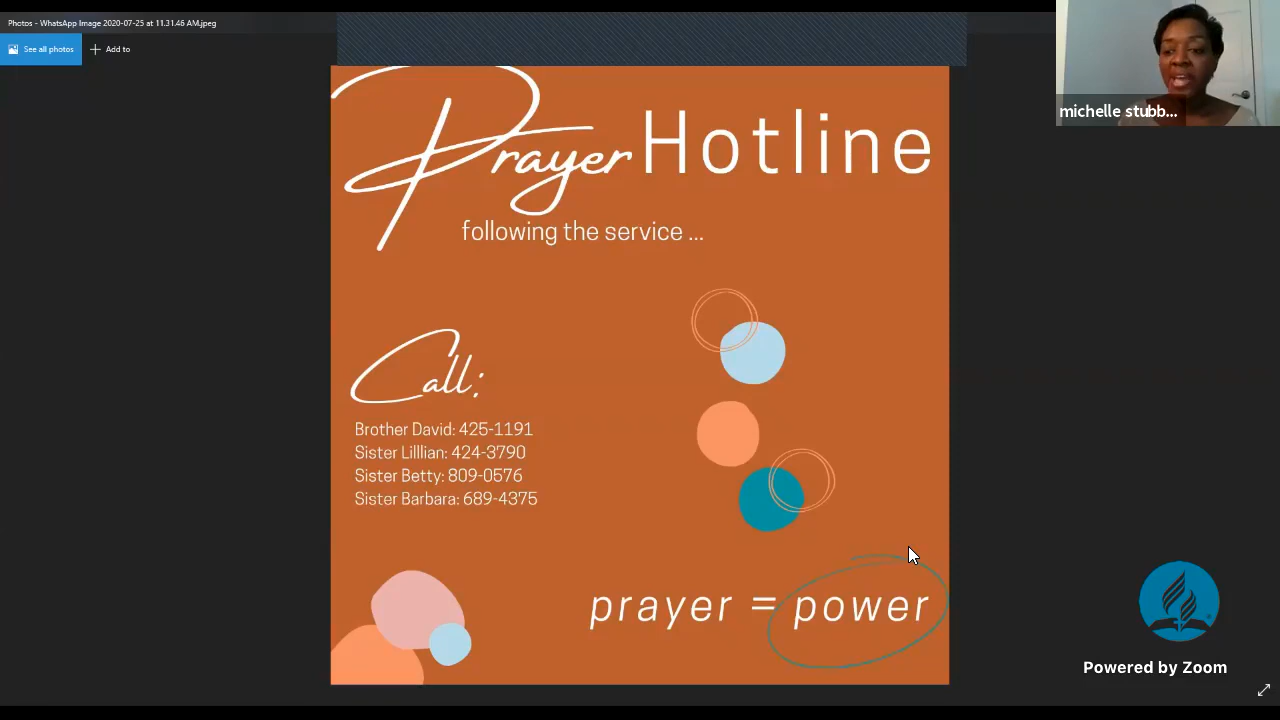 Photos - WhatsApp Image 2020-07-25 at 11.31.46 AM.jpeg
See all photos
Add to
michelle stubb...
Prayer Hotline
following the service ...
Call:
Brother David: 425-1191
Sister Lilllian: 424-3790
Sister Betty: 809-0576
Sister Barbara: 689-4375
prayer = power
Powered by Zoom